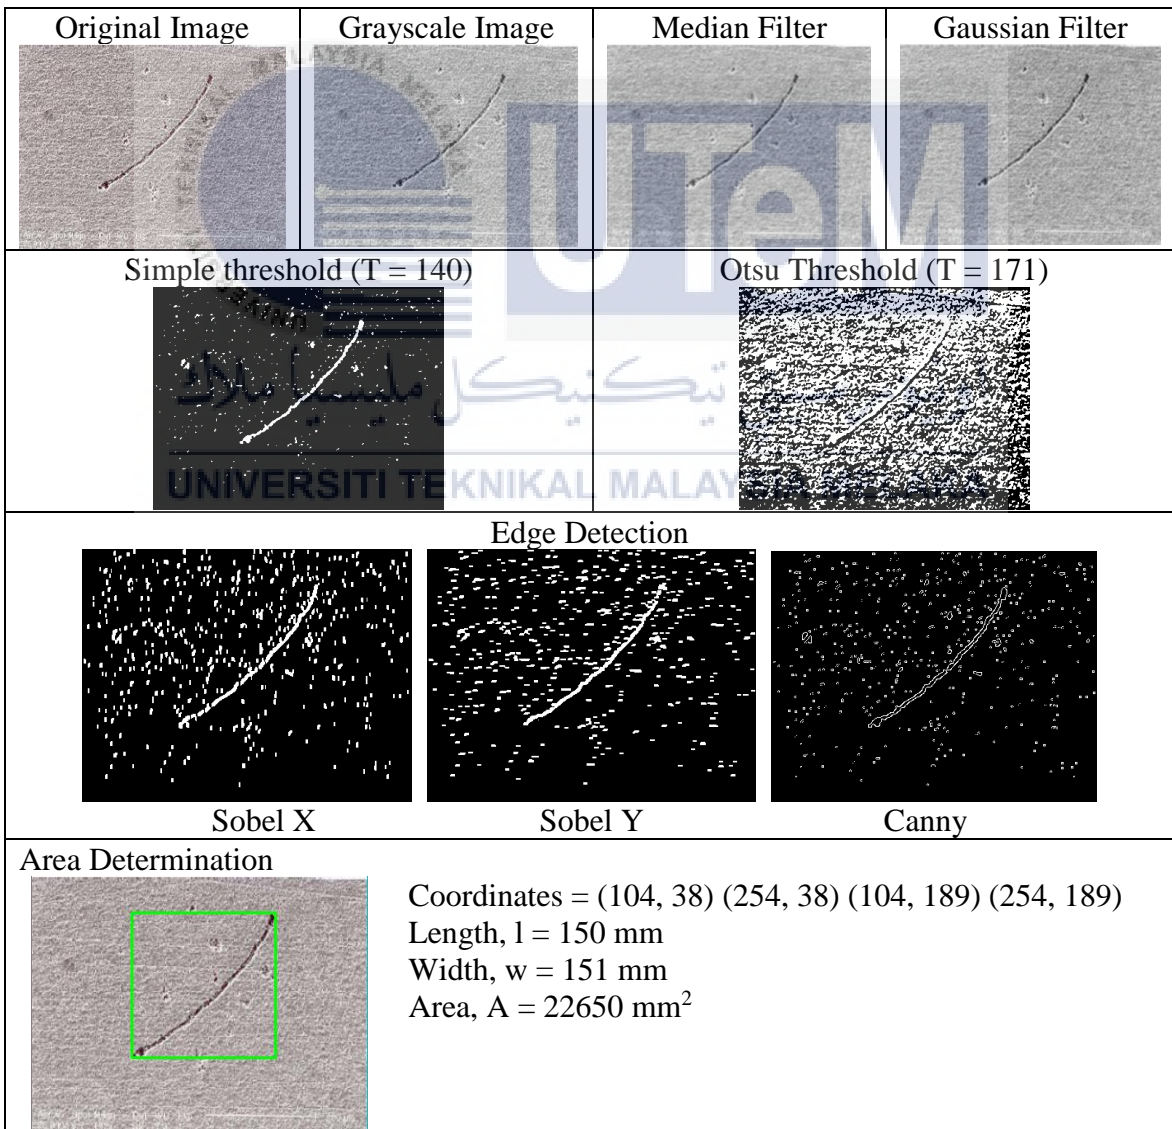 Original Image
Grayscale Image
Median Filter
Gaussian Filter
UTeM
Simple threshold (T = 140)
Otsu Threshold (T = 171)
UNIVERSITI TEKNIKAL MALAYSIA MELAKA
Edge Detection
Sobel X
Sobel Y
Canny
Area Determination
Coordinates = (104, 38) (254, 38) (104, 189) (254, 189)
Length, l = 150 mm
Width, w = 151 mm
Area, A = 22650 mm²